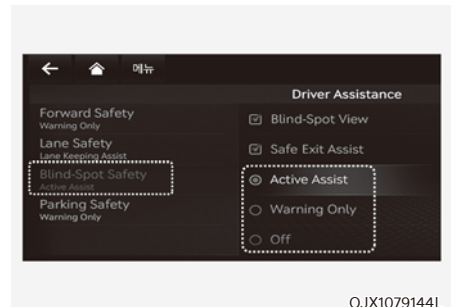 메뉴
Driver Assistance
Forward Safety
Warning Only
Lane Safety
Lane Keeping Assist
Blind-Spot Safety
Active Assist
Parking Safety
Warning Only
Blind-Spot View
Safe Exit Assist
Active Assist
Warning Only
Off
OJX1079144L